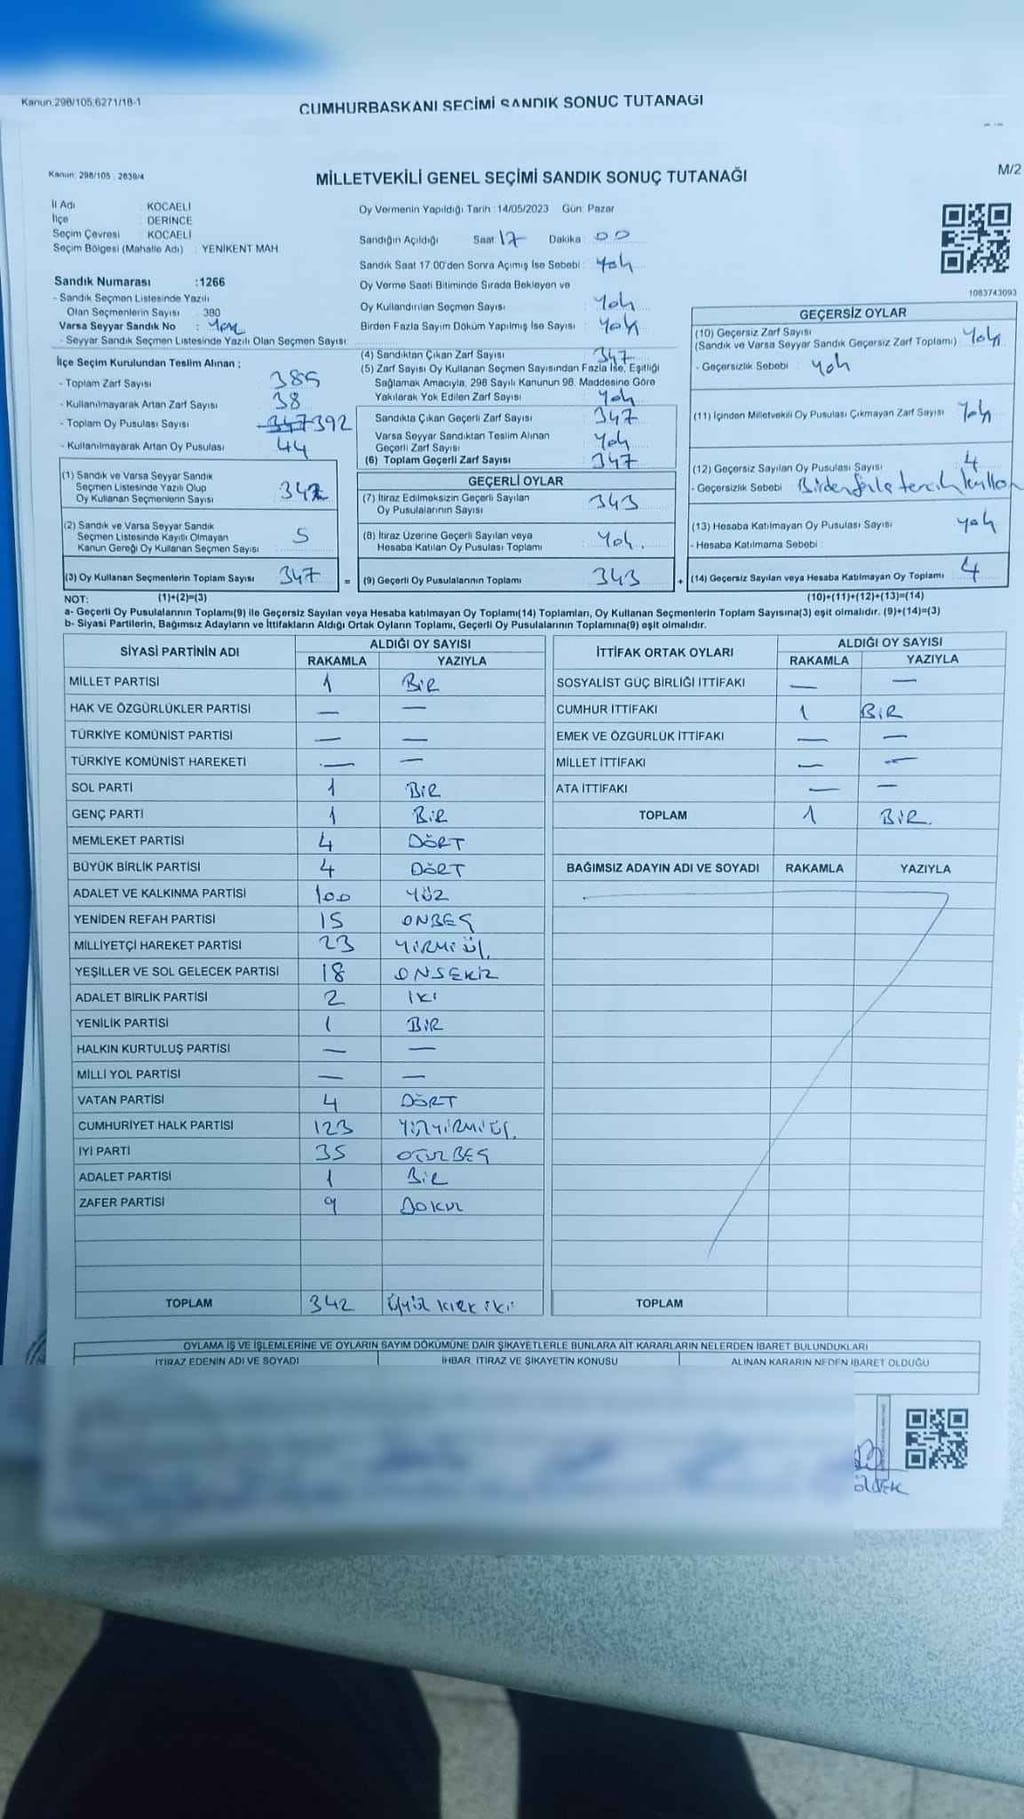 Kanun:298/105;6271/18-1
CUMHURBAŞKANI SEÇİMİ SANDIK SONUÇ TUTANAĞI
Kanun: 298/105 : 2839/4
MİLLETVEKİLİ GENEL SEÇİMİ SANDIK SONUÇ TUTANAĞI
M/2
İl Adı : KOCAELİ
İlçe : DERİNCE
Seçim Çevresi : KOCAELİ
Seçim Bölgesi (Mahalle Adı) : YENİKENT MAH
Sandık Numarası :1266
- Sandık Seçmen Listesinde Yazılı
Olan Seçmenlerin Sayısı : 380
Varsa Seyyar Sandık No : Yok
- Seyyar Sandık Seçmen Listesinde Yazılı Olan Seçmen Sayısı:
İlçe Seçim Kurulundan Teslim Alınan ;
- Toplam Zarf Sayısı 385
- Kullanılmayarak Artan Zarf Sayısı 38
- Toplam Oy Pusulası Sayısı 347 392
- Kullanılmayarak Artan Oy Pusulası 44
(1) Sandık ve Varsa Seyyar Sandık
Seçmen Listesinde Yazılı Olup
Oy Kullanan Seçmenlerin Sayısı 342
(2) Sandık ve Varsa Seyyar Sandık
Seçmen Listesinde Kayıtlı Olmayan
Kanun Gereği Oy Kullanan Seçmen Sayısı 5
(3) Oy Kullanan Seçmenlerin Toplam Sayısı 347 =
Oy Vermenin Yapıldığı Tarih : 14/05/2023 Gün: Pazar
Sandığın Açıldığı Saat 17 Dakika 00
Sandık Saat 17:00'den Sonra Açımış İse Sebebi : Yok
Oy Verme Saati Bitiminde Sırada Bekleyen ve
Oy Kullandırılan Seçmen Sayısı : Yok
Birden Fazla Sayım Döküm Yapılmış İse Sayısı : Yok
(4) Sandıktan Çıkan Zarf Sayısı 347
(5) Zarf Sayısı Oy Kullanan Seçmen Sayısından Fazla İse, Eşitliği
Sağlamak Amacıyla, 298 Sayılı Kanunun 98. Maddesine Göre
Yakılarak Yok Edilen Zarf Sayısı Yok
Sandıkta Çıkan Geçerli Zarf Sayısı 347
Varsa Seyyar Sandıktan Teslim Alınan
Geçerli Zarf Sayısı Yok
(6) Toplam Geçerli Zarf Sayısı 347
GEÇERLİ OYLAR
(7) İtiraz Edilmeksizin Geçerli Sayılan
Oy Pusulalarının Sayısı 343
(8) İtiraz Üzerine Geçerli Sayılan veya
Hesaba Katılan Oy Pusulası Toplamı Yok.
(9) Geçerli Oy Pusulalarının Toplamı 343 +
1083743093
GEÇERSİZ OYLAR
(10) Geçersiz Zarf Sayısı
(Sandık ve Varsa Seyyar Sandık Geçersiz Zarf Toplamı) Yok
- Geçersizlik Sebebi : Yok
(11) İçinden Milletvekili Oy Pusulası Çıkmayan Zarf Sayısı Yok
(12) Geçersiz Sayılan Oy Pusulası Sayısı 4
- Geçersizlik Sebebi : Birden fazla tercih
(13) Hesaba Katılmayan Oy Pusulası Sayısı Yok
- Hesaba Katılmama Sebebi :
(14) Geçersiz Sayılan veya Hesaba Katılmayan Oy Toplamı 4
NOT: (1)+(2)=(3) (10)+(11)+(12)+(13)=(14)
a- Geçerli Oy Pusulalarının Toplamı(9) ile Geçersiz Sayılan veya Hesaba katılmayan Oy Toplamı(14) Toplamları, Oy Kullanan Seçmenlerin Toplam Sayısına(3) eşit olmalıdır. (9)+(14)=(3)
b- Siyasi Partilerin, Bağımsız Adayların ve İttifakların Aldığı Ortak Oyların Toplamı, Geçerli Oy Pusulalarının Toplamına(9) eşit olmalıdır.
SİYASİ PARTİNİN ADI ALDIĞI OY SAYISI
RAKAMLA YAZIYLA
MİLLET PARTİSİ 1 BİR
HAK VE ÖZGÜRLÜKLER PARTİSİ — —
TÜRKİYE KOMÜNİST PARTİSİ — —
TÜRKİYE KOMÜNİST HAREKETİ — —
SOL PARTİ 1 BİR
GENÇ PARTİ 1 BİR
MEMLEKET PARTİSİ 4 DÖRT
BÜYÜK BİRLİK PARTİSİ 4 DÖRT
ADALET VE KALKINMA PARTİSİ 100 YÜZ
YENİDEN REFAH PARTİSİ 15 ONBEŞ
MİLLİYETÇİ HAREKET PARTİSİ 23 YİRMİÜÇ
YEŞİLLER VE SOL GELECEK PARTİSİ 18 ONSEKİZ
ADALET BİRLİK PARTİSİ 2 İKİ
YENİLİK PARTİSİ 1 BİR
HALKIN KURTULUŞ PARTİSİ — —
MİLLİ YOL PARTİSİ — —
VATAN PARTİSİ 4 DÖRT
CUMHURİYET HALK PARTİSİ 123 YÜZYİRMİÜÇ
İYİ PARTİ 35 OTUZBEŞ
ADALET PARTİSİ 1 BİR
ZAFER PARTİSİ 9 DOKUZ
TOPLAM 342 Üçyüz KIRK İKİ
İTTİFAK ORTAK OYLARI ALDIĞI OY SAYISI
RAKAMLA YAZIYLA
SOSYALİST GÜÇ BİRLİĞİ İTTİFAKI — —
CUMHUR İTTİFAKI 1 BİR
EMEK VE ÖZGÜRLÜK İTTİFAKI — —
MİLLET İTTİFAKI — —
ATA İTTİFAKI — —
TOPLAM 1 BİR.
BAĞIMSIZ ADAYIN ADI VE SOYADI RAKAMLA YAZIYLA
TOPLAM
OYLAMA İŞ VE İŞLEMLERİNE VE OYLARIN SAYIM DÖKÜMÜNE DAİR ŞİKAYETLERLE BUNLARA AİT KARARLARIN NELERDEN İBARET BULUNDUKLARI
İTİRAZ EDENİN ADI VE SOYADI İHBAR, İTİRAZ VE ŞİKAYETİN KONUSU ALINAN KARARIN NEDEN İBARET OLDUĞU